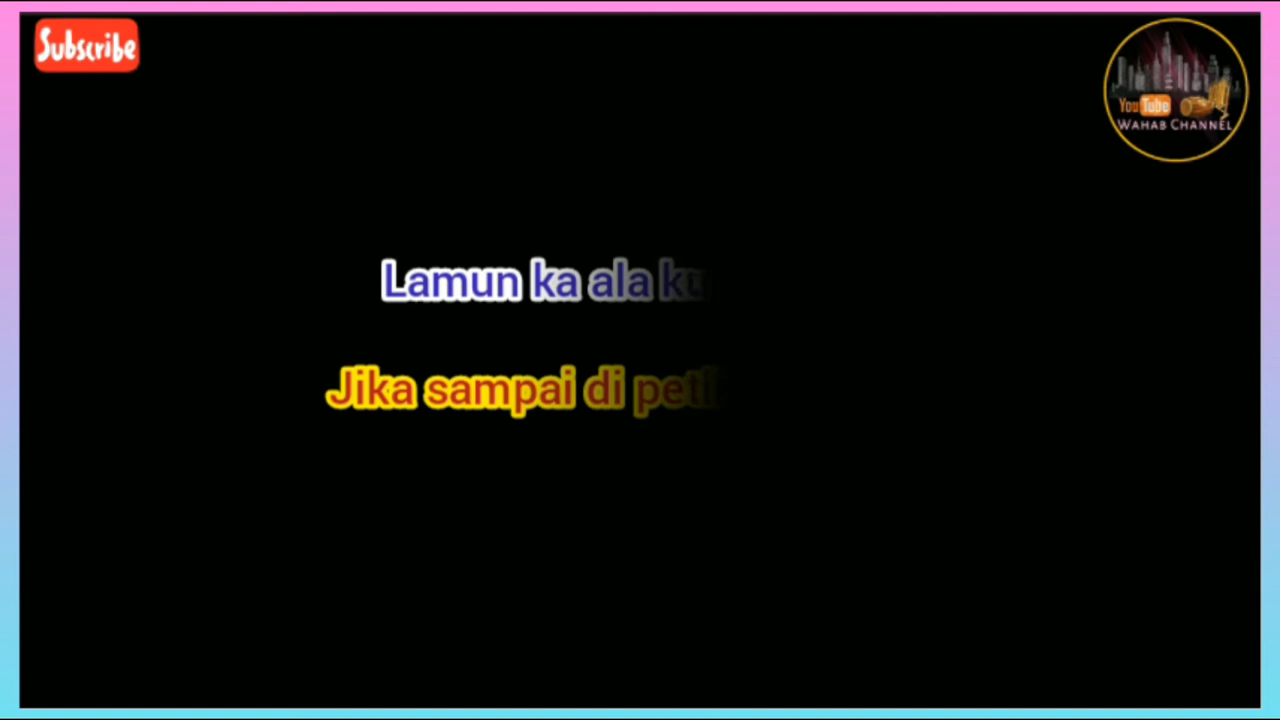 Subscribe
YouTube
WAHAB CHANNEL
Lamun ka ala
Jika sampai di